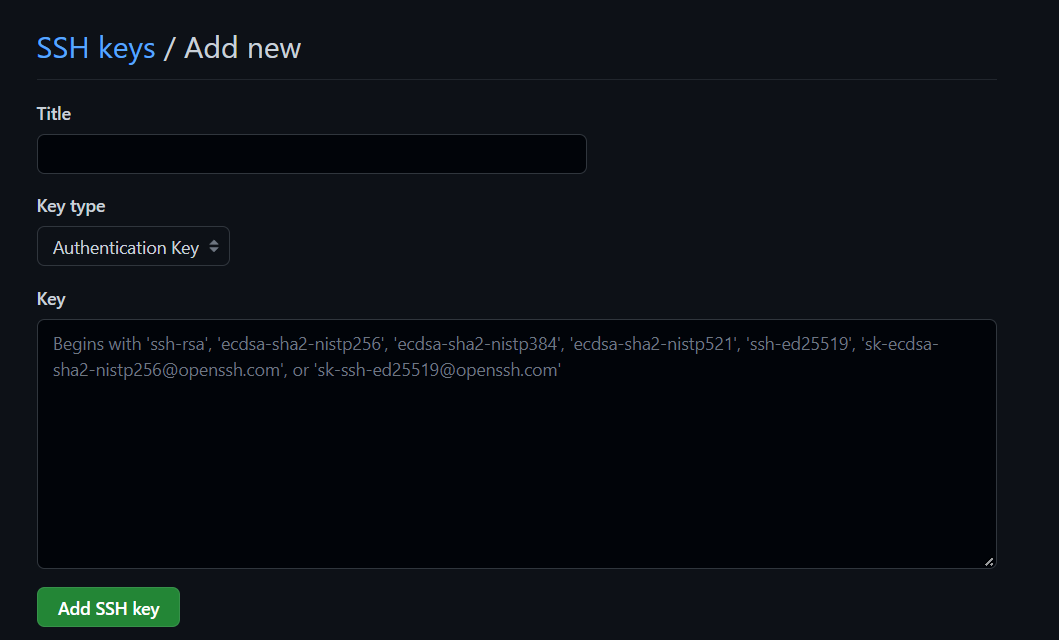 SSH keys / Add new
Title
Key type
Authentication Key
Key
Begins with 'ssh-rsa', 'ecdsa-sha2-nistp256', 'ecdsa-sha2-nistp384', 'ecdsa-sha2-nistp521', 'ssh-ed25519', 'sk-ecdsa-
sha2-nistp256@openssh.com', or 'sk-ssh-ed25519@openssh.com'
Add SSH key